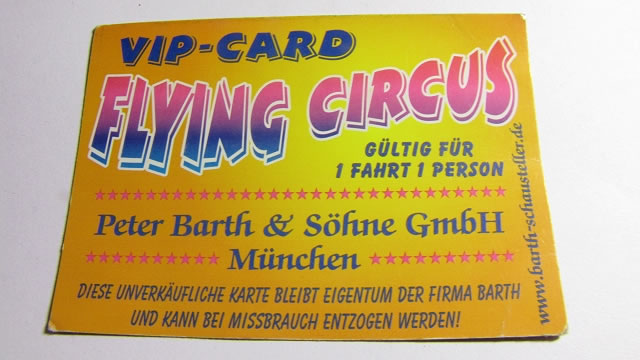 VIP-CARD
FLYING CIRCUS
GÜLTIG FÜR
1 FAHRT 1 PERSON
Peter Barth & Söhne GmbH
München
DIESE UNVERKÄUFLICHE KARTE BLEIBT EIGENTUM DER FIRMA BARTH
UND KANN BEI MISSBRAUCH ENTZOGEN WERDEN!
www.barth-schausteller.de